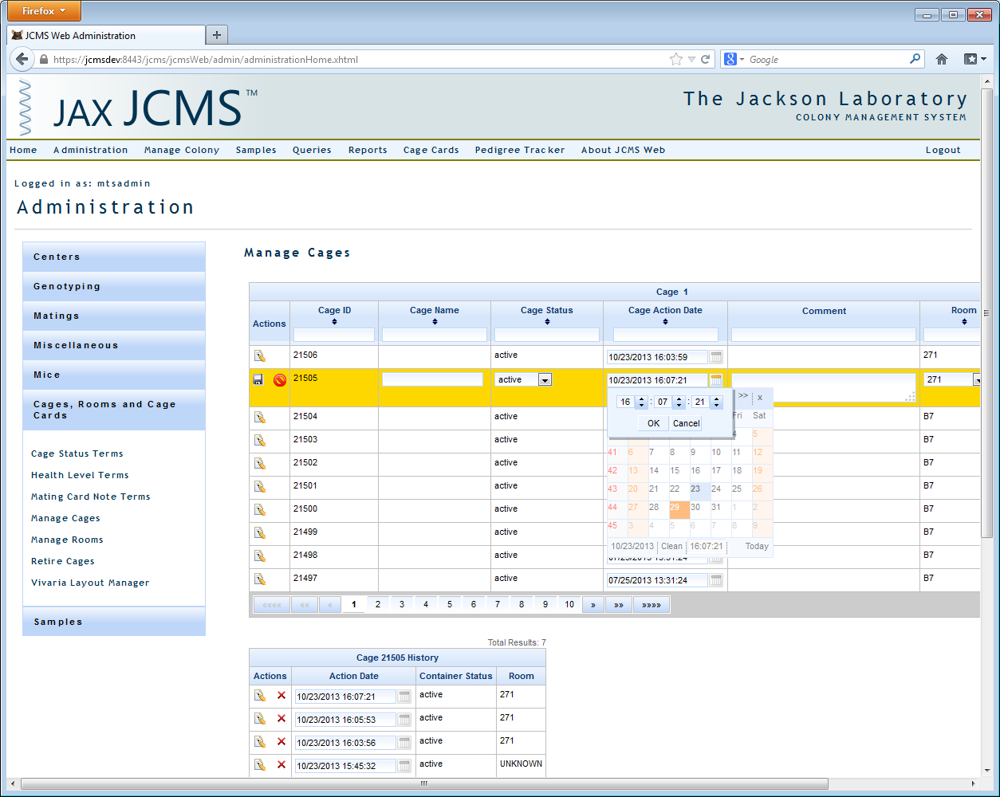 Firefox
JCMS Web Administration
https://jcmsdev:8443/jcms/jcmsWeb/admin/administrationHome.xhtml
Google
JAX JCMS™
The Jackson Laboratory
COLONY MANAGEMENT SYSTEM
Home Administration Manage Colony Samples Queries Reports Cage Cards Pedigree Tracker About JCMS Web Logout
Logged in as: mtsadmin
Administration
Centers
Genotyping
Matings
Miscellaneous
Mice
Cages, Rooms and Cage
Cards
Cage Status Terms
Health Level Terms
Mating Card Note Terms
Manage Cages
Manage Rooms
Retire Cages
Vivaria Layout Manager
Samples
Manage Cages
Cage 1
Actions Cage ID Cage Name Cage Status Cage Action Date Comment Room
21506 active 10/23/2013 16:03:59 271
21505 active 10/23/2013 16:07:21 271
21504 active B7
21503 active B7
21502 active B7
21501 active B7
21500 active B7
21499 active B7
21498 active 07/25/2013 13:31:24 B7
21497 active 07/25/2013 13:31:24 B7
>> x
16 : 07 : 21
OK Cancel
Fri Sat
4 5
41 6 7 8 9 10 11 12
42 13 14 15 16 17 18 19
43 20 21 22 23 24 25 26
44 27 28 29 30 31 1 2
45 3 4 5 6 7 8 9
10/23/2013 Clean 16:07:21 Today
«««« «« « 1 2 3 4 5 6 7 8 9 10 » »» »»»»
Total Results: 7
Cage 21505 History
Actions Action Date Container Status Room
10/23/2013 16:07:21 active 271
10/23/2013 16:05:53 active 271
10/23/2013 16:03:56 active 271
10/23/2013 15:45:32 active UNKNOWN